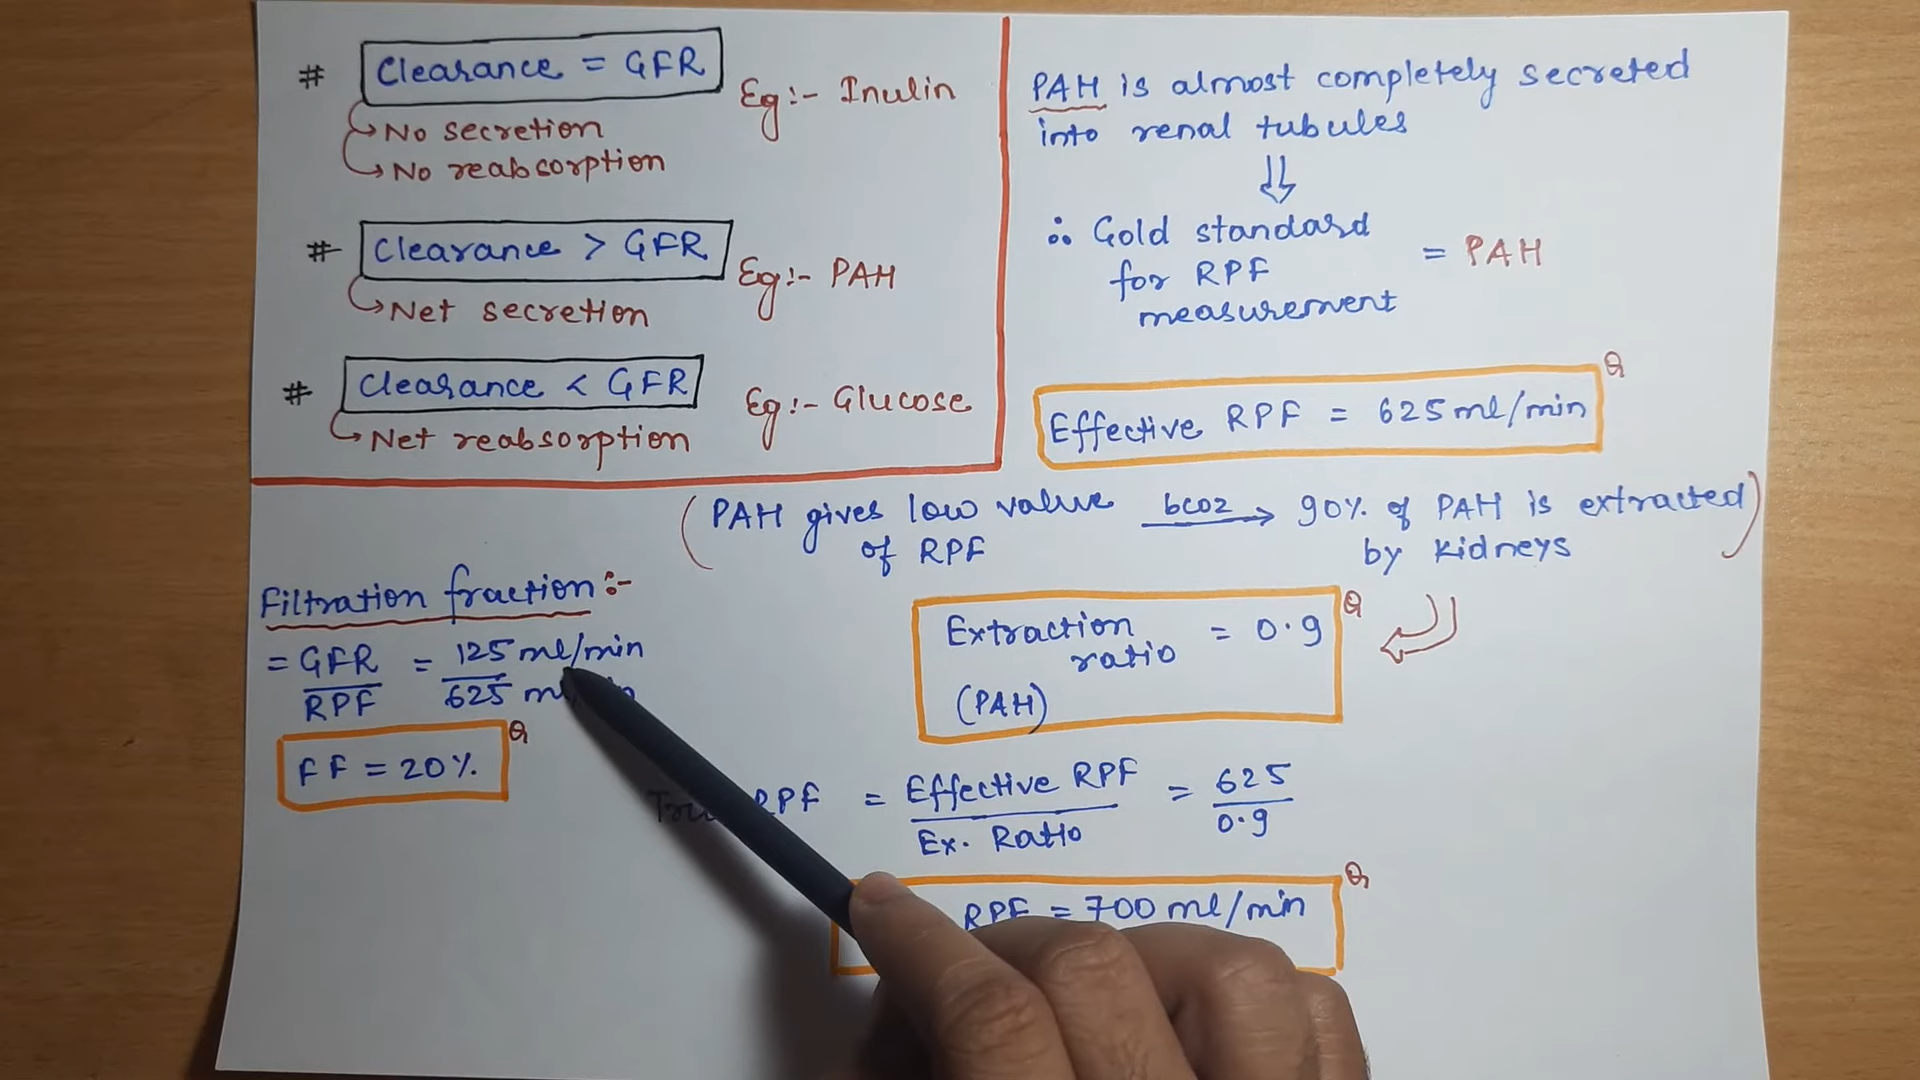 # Clearance = GFR
Eg:- Inulin
↳ No secretion
↳ No reabsorption
# Clearance > GFR
Eg:- PAH
↳ Net secretion
# Clearance < GFR
Eg:- Glucose
↳ Net reabsorption
PAH is almost completely secreted
into renal tubules
⇓
∴ Gold standard
for RPF
measurement
= PAH
Effective RPF = 625 ml/min
(PAH gives low value
of RPF
bcoz →
90% of PAH is extracted)
by kidneys
Filtration fraction:-
= GFR = 125 ml/min
RPF 625
FF = 20%
Extraction = 0.9
ratio
(PAH)
RPF = Effective RPF = 625
Ex. Ratio 0.9
RPF = 700 ml/min